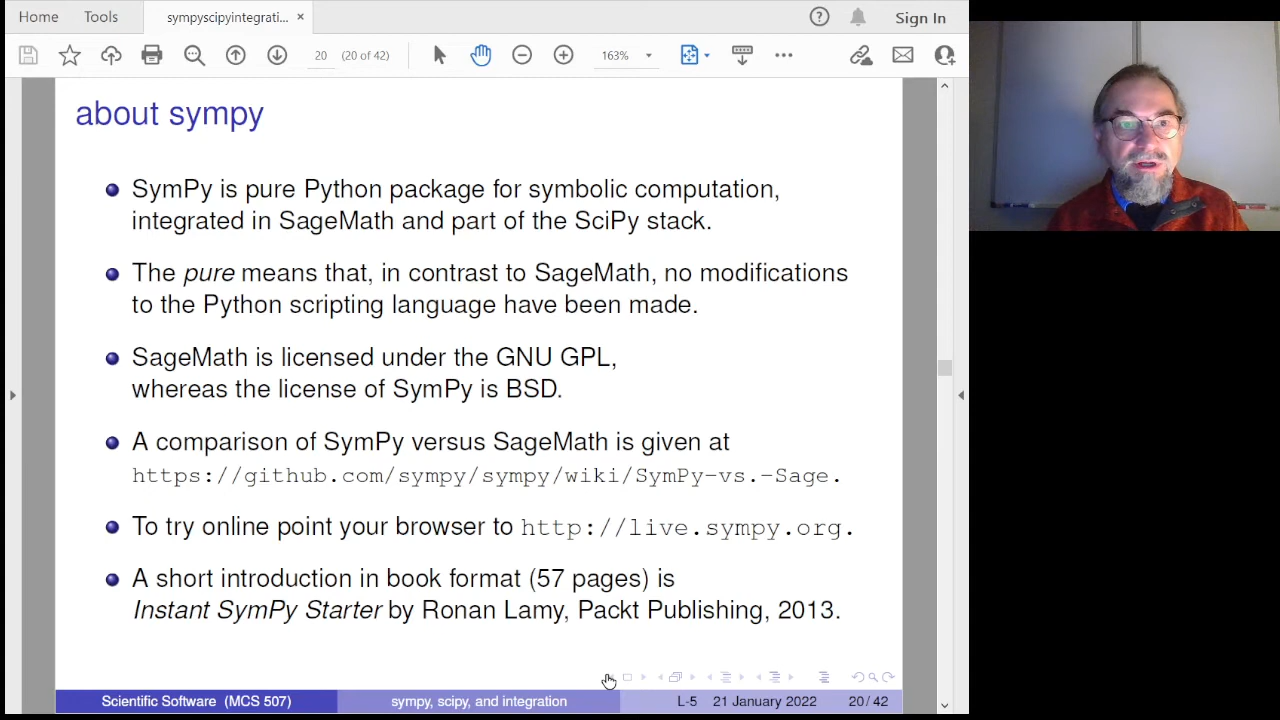 Home Tools sympyscipyintegrati... × Sign In
20 (20 of 42) 163%
about sympy
SymPy is pure Python package for symbolic computation,
integrated in SageMath and part of the SciPy stack.
The pure means that, in contrast to SageMath, no modifications
to the Python scripting language have been made.
SageMath is licensed under the GNU GPL,
whereas the license of SymPy is BSD.
A comparison of SymPy versus SageMath is given at
https://github.com/sympy/sympy/wiki/SymPy-vs.-Sage.
To try online point your browser to http://live.sympy.org.
A short introduction in book format (57 pages) is
Instant SymPy Starter by Ronan Lamy, Packt Publishing, 2013.
Scientific Software (MCS 507) sympy, scipy, and integration L-5 21 January 2022 20 / 42